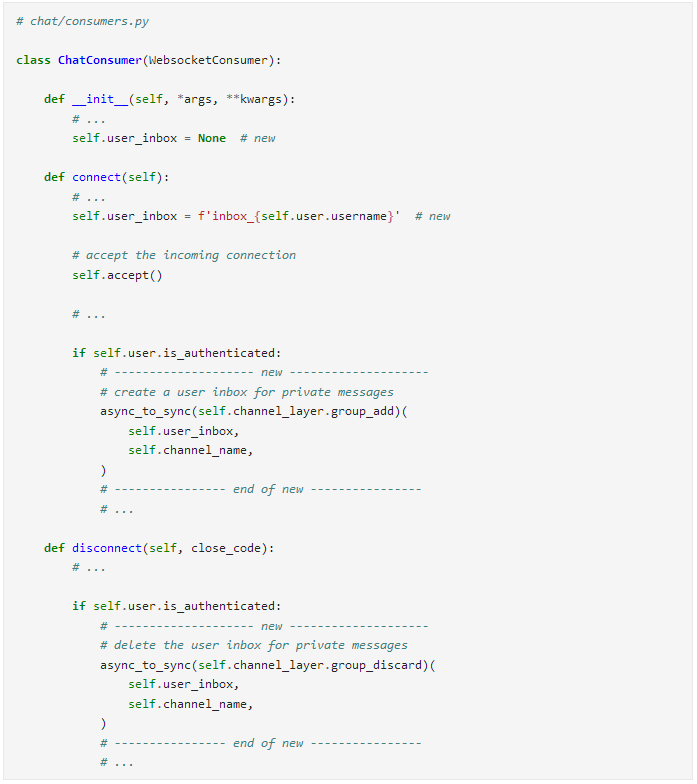 # chat/consumers.py

class ChatConsumer(WebsocketConsumer):

    def __init__(self, *args, **kwargs):
        # ...
        self.user_inbox = None  # new

    def connect(self):
        # ...
        self.user_inbox = f'inbox_{self.user.username}'  # new

        # accept the incoming connection
        self.accept()

        # ...

        if self.user.is_authenticated:
            # -------------------- new --------------------
            # create a user inbox for private messages
            async_to_sync(self.channel_layer.group_add)(
                self.user_inbox,
                self.channel_name,
            )
            # ---------------- end of new ----------------
            # ...

    def disconnect(self, close_code):
        # ...

        if self.user.is_authenticated:
            # -------------------- new --------------------
            # delete the user inbox for private messages
            async_to_sync(self.channel_layer.group_discard)(
                self.user_inbox,
                self.channel_name,
            )
            # ---------------- end of new ----------------
            # ...